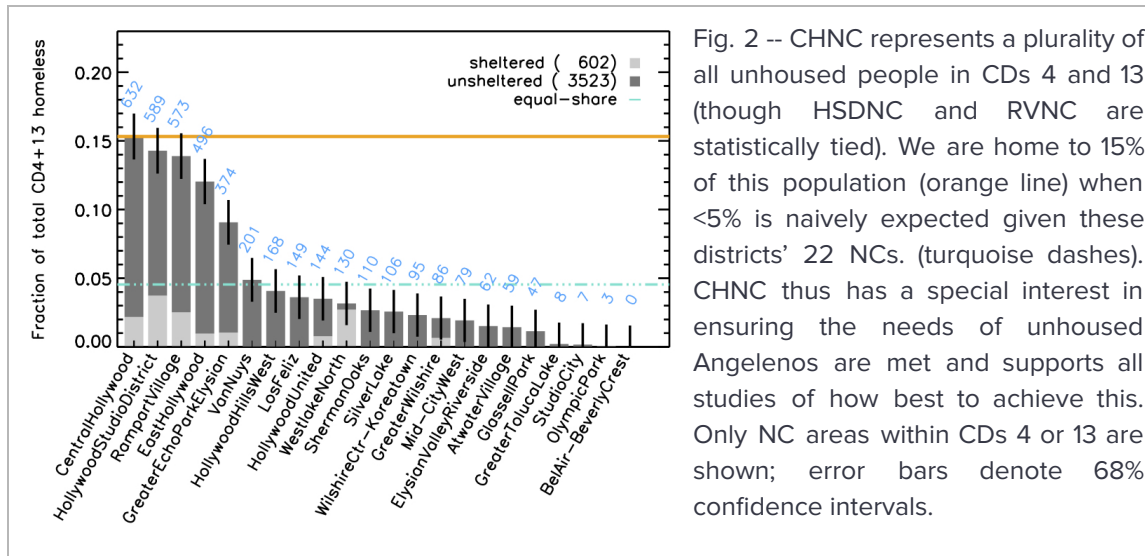 Fraction of total CD4+13 homeless
0.20
0.15
0.10
0.05
0.00
sheltered ( 602)
unsheltered ( 3523)
equal-share
632
589
573
496
374
201
168
149
144
130
110
106
95
86
79
62
59
47
8
7
3
0
CentralHollywood
HollywoodStudioDistrict
RampartVillage
EastHollywood
GreaterEchoParkElysian
VanNuys
HollywoodHillsWest
LosFeliz
HollywoodUnited
WestlakeNorth
ShermanOaks
SilverLake
WilshireCtr-Koreatown
GreaterWilshire
Mid-CityWest
ElysianValleyRiverside
AtwaterVillage
GlassellPark
GreaterTolucaLake
StudioCity
OlympicPark
BelAir-BeverlyCrest
Fig. 2 -- CHNC represents a plurality of
all unhoused people in CDs 4 and 13
(though HSDNC and RVNC are
statistically tied). We are home to 15%
of this population (orange line) when
<5% is naively expected given these
districts’ 22 NCs. (turquoise dashes).
CHNC thus has a special interest in
ensuring the needs of unhoused
Angelenos are met and supports all
studies of how best to achieve this.
Only NC areas within CDs 4 or 13 are
shown; error bars denote 68%
confidence intervals.